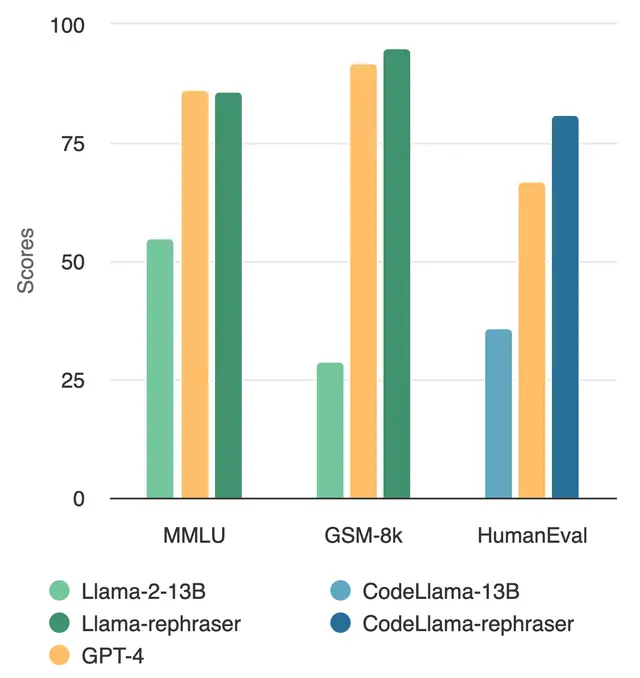 100
75
50
25
0
Scores
MMLU
GSM-8k
HumanEval
Llama-2-13B
Llama-rephraser
GPT-4
CodeLlama-13B
CodeLlama-rephraser